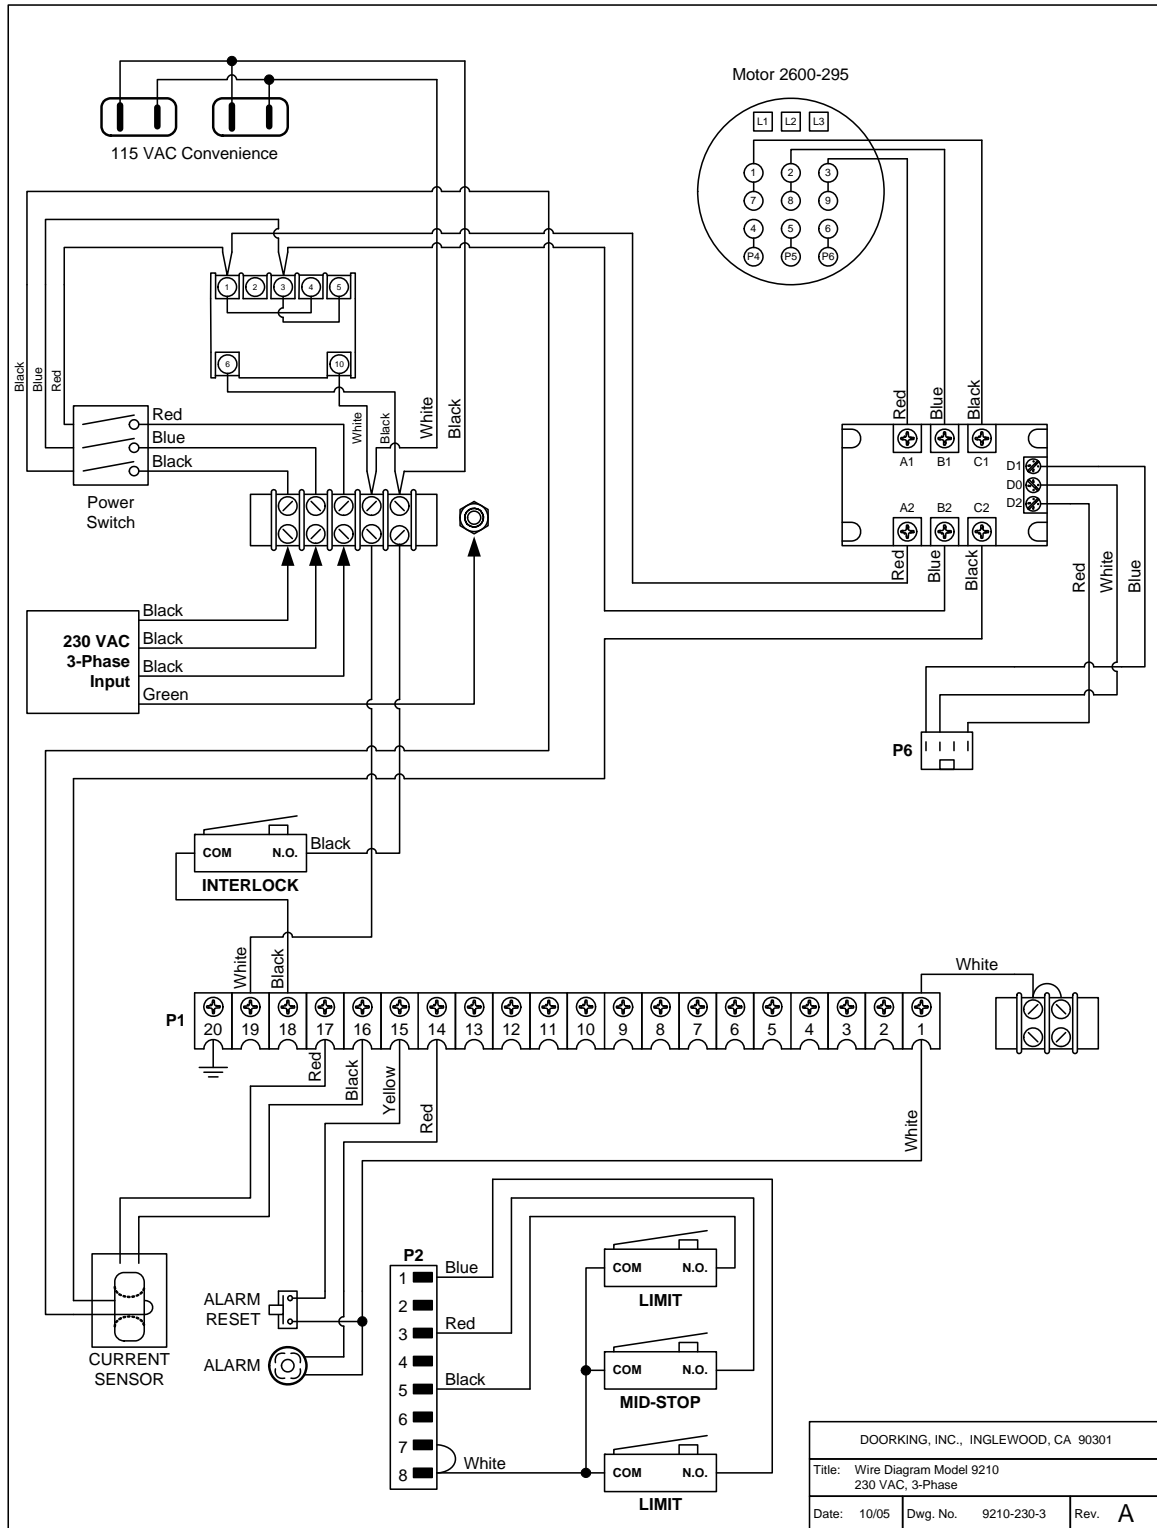 115 VAC Convenience
Motor 2600-295
L1 L2 L3
1 2 3
7 8 9
4 5 6
P4 P5 P6
1 2 3 4 5
6 10
Black
Blue
Red
White
Black
White
Black
Red
Blue
Black
Power
Switch
Red
Blue
Black
A1 B1 C1
D1
D0
D2
A2 B2 C2
Red
Blue
Black
Red
White
Blue
230 VAC
3-Phase
Input
Black
Black
Black
Green
P6
COM N.O.
Black
INTERLOCK
White
Black
White
P1
20 19 18 17 16 15 14 13 12 11 10 9 8 7 6 5 4 3 2 1
Red
Black
Yellow
Red
White
CURRENT
SENSOR
ALARM
RESET
ALARM
P2
1
2
3
4
5
6
7
8
Blue
Red
Black
White
COM N.O.
LIMIT
COM N.O.
MID-STOP
COM N.O.
LIMIT
DOORKING, INC., INGLEWOOD, CA 90301
Title: Wire Diagram Model 9210
230 VAC, 3-Phase
Date: 10/05 Dwg. No. 9210-230-3 Rev. A